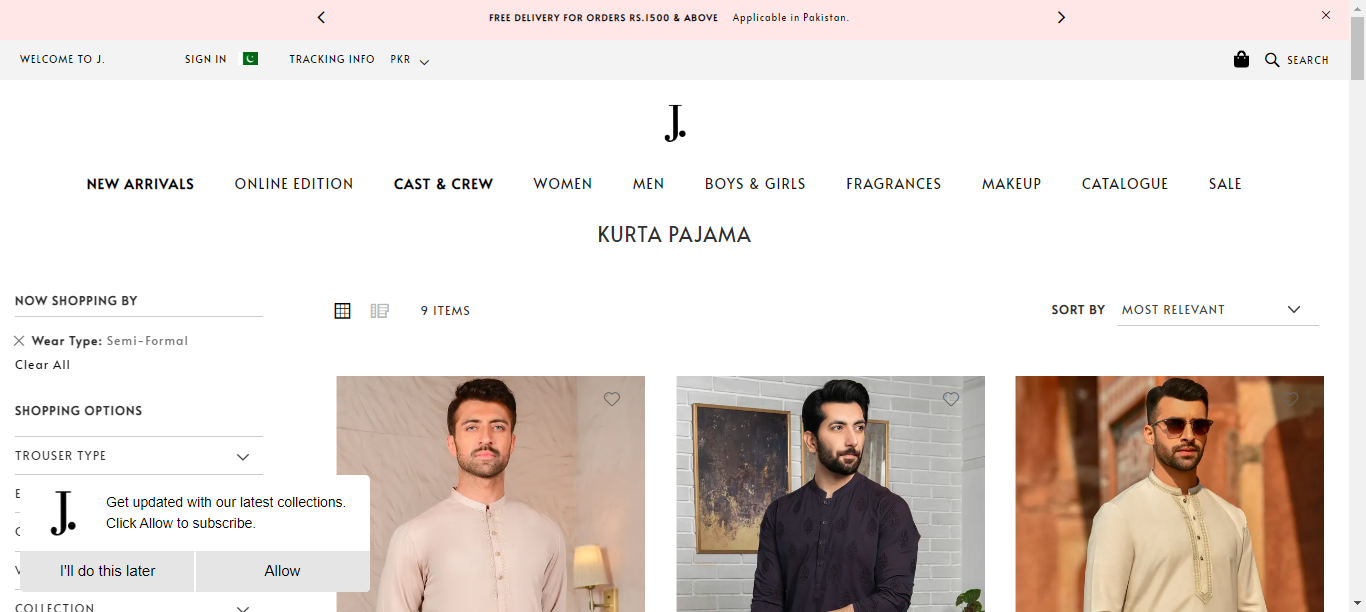 FREE DELIVERY FOR ORDERS RS.1500 & ABOVE Applicable in Pakistan.
WELCOME TO J. SIGN IN TRACKING INFO PKR SEARCH
J.
NEW ARRIVALS ONLINE EDITION CAST & CREW WOMEN MEN BOYS & GIRLS FRAGRANCES MAKEUP CATALOGUE SALE
KURTA PAJAMA
NOW SHOPPING BY
9 ITEMS SORT BY MOST RELEVANT
Wear Type: Semi-Formal
Clear All
SHOPPING OPTIONS
TROUSER TYPE
J.
Get updated with our latest collections.
Click Allow to subscribe.
I'll do this later Allow
COLLECTION